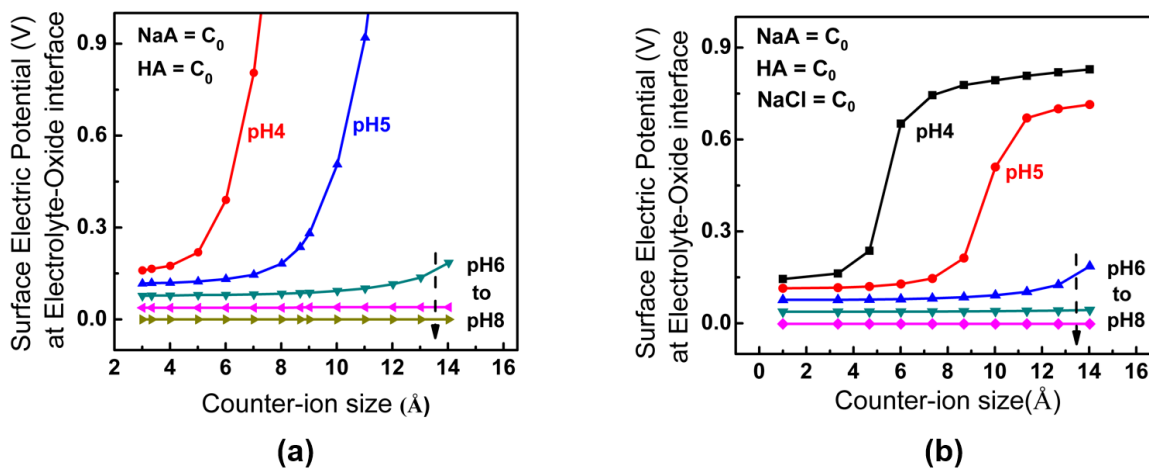 Surface Electric Potential (V)
at Electrolyte-Oxide interface
0.9
0.6
0.3
0.0
NaA = C₀
HA = C₀
pH4
pH5
pH6
to
pH8
2 4 6 8 10 12 14 16
Counter-ion size (Å)
(a)
Surface Electric Potential (V)
at Electrolyte-Oxide interface
0.9
0.6
0.3
0.0
NaA = C₀
HA = C₀
NaCl = C₀
pH4
pH5
pH6
to
pH8
0 2 4 6 8 10 12 14 16
Counter-ion size(Å)
(b)